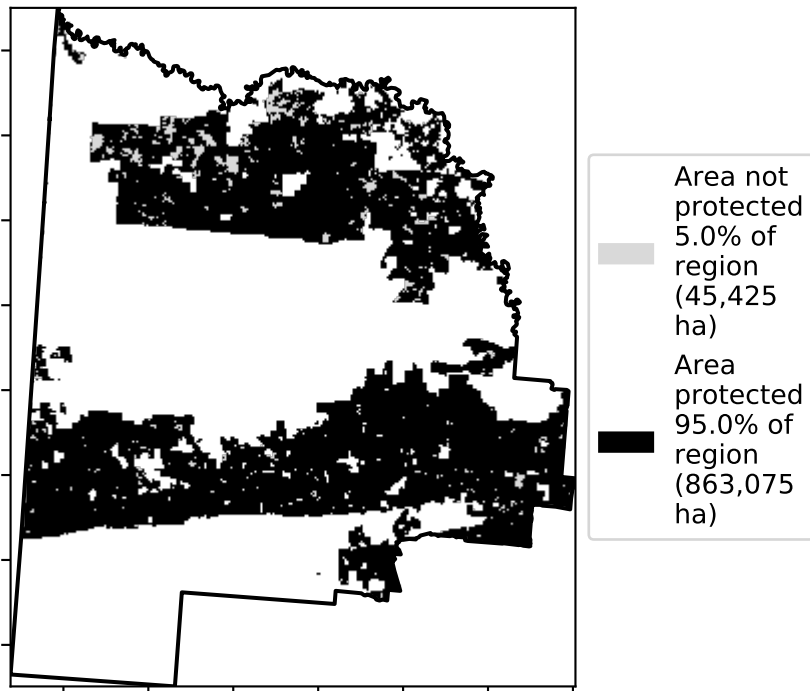 Area not
protected
5.0% of
region
(45,425
ha)
Area
protected
95.0% of
region
(863,075
ha)